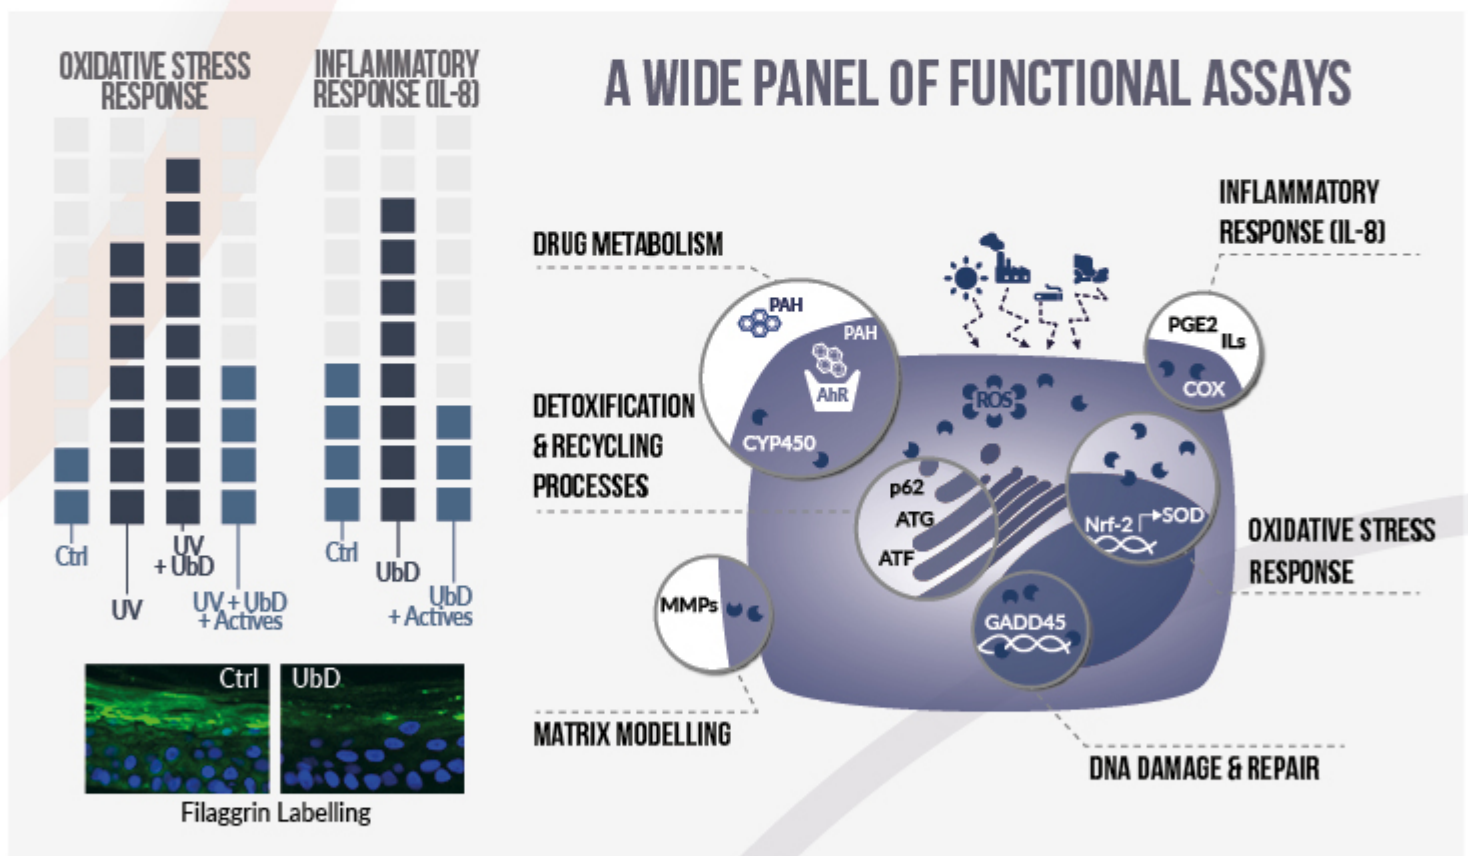 OXIDATIVE STRESS
RESPONSE
INFLAMMATORY
RESPONSE (IL-8)
Ctrl
UV
UV
+ UbD
UV + UbD
+ Actives
Ctrl
UbD
UbD
+ Actives
Ctrl
UbD
Filaggrin Labelling
A WIDE PANEL OF FUNCTIONAL ASSAYS
DRUG METABOLISM
PAH
PAH
AhR
CYP450
INFLAMMATORY
RESPONSE (IL-8)
PGE2
ILs
COX
ROS
DETOXIFICATION
& RECYCLING
PROCESSES
p62
ATG
ATF
Nrf-2
SOD
OXIDATIVE STRESS
RESPONSE
MMPs
GADD45
MATRIX MODELLING
DNA DAMAGE & REPAIR